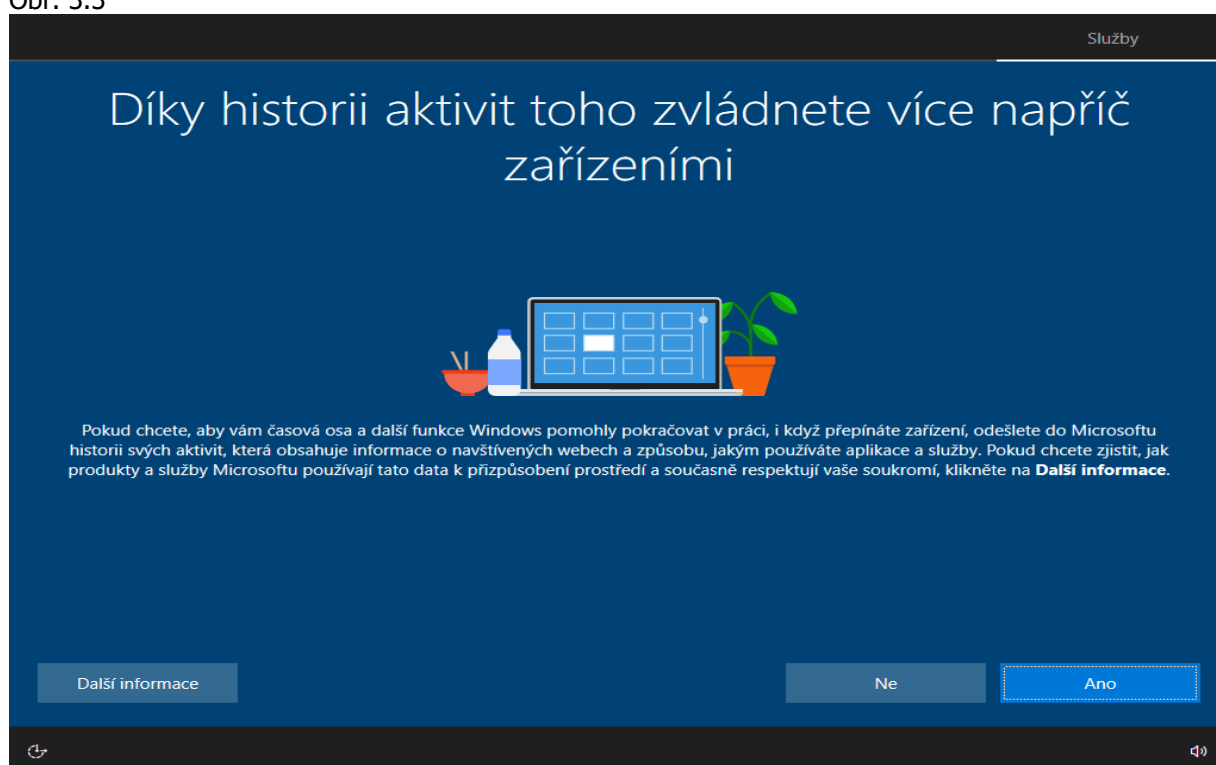 Obr. 3.3
Služby
Díky historii aktivit toho zvládnete více napříč
zařízeními
Pokud chcete, aby vám časová osa a další funkce Windows pomohly pokračovat v práci, i když přepínáte zařízení, odešlete do Microsoftu
historii svých aktivit, která obsahuje informace o navštívených webech a způsobu, jakým používáte aplikace a služby. Pokud chcete zjistit, jak
produkty a služby Microsoftu používají tato data k přizpůsobení prostředí a současně respektují vaše soukromí, klikněte na Další informace.
Další informace
Ne
Ano